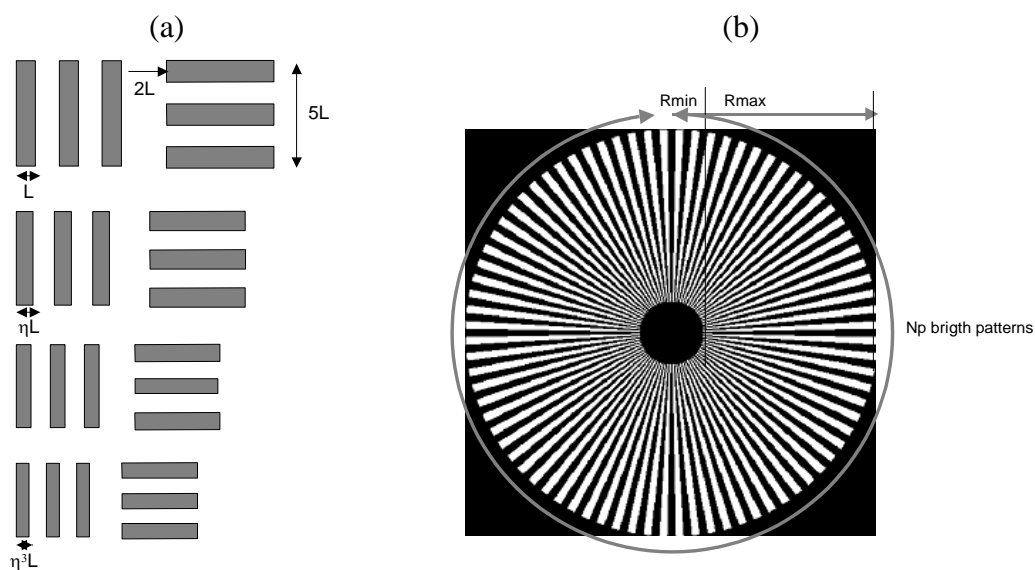 (a)
2L
5L
L
ηL
η³L
(b)
Rmin
Rmax
Np brigth patterns